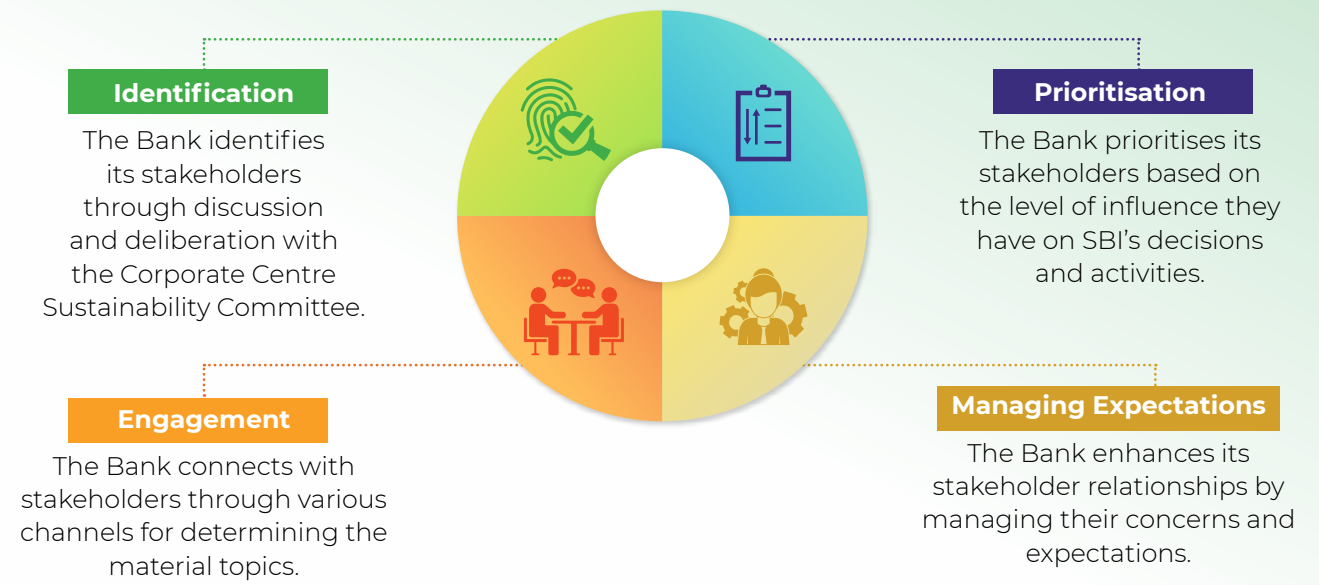 Identification
The Bank identifies
its stakeholders
through discussion
and deliberation with
the Corporate Centre
Sustainability Committee.
Prioritisation
The Bank prioritises its
stakeholders based on
the level of influence they
have on SBI's decisions
and activities.
Engagement
The Bank connects with
stakeholders through various
channels for determining the
material topics.
Managing Expectations
The Bank enhances its
stakeholder relationships by
managing their concerns and
expectations.